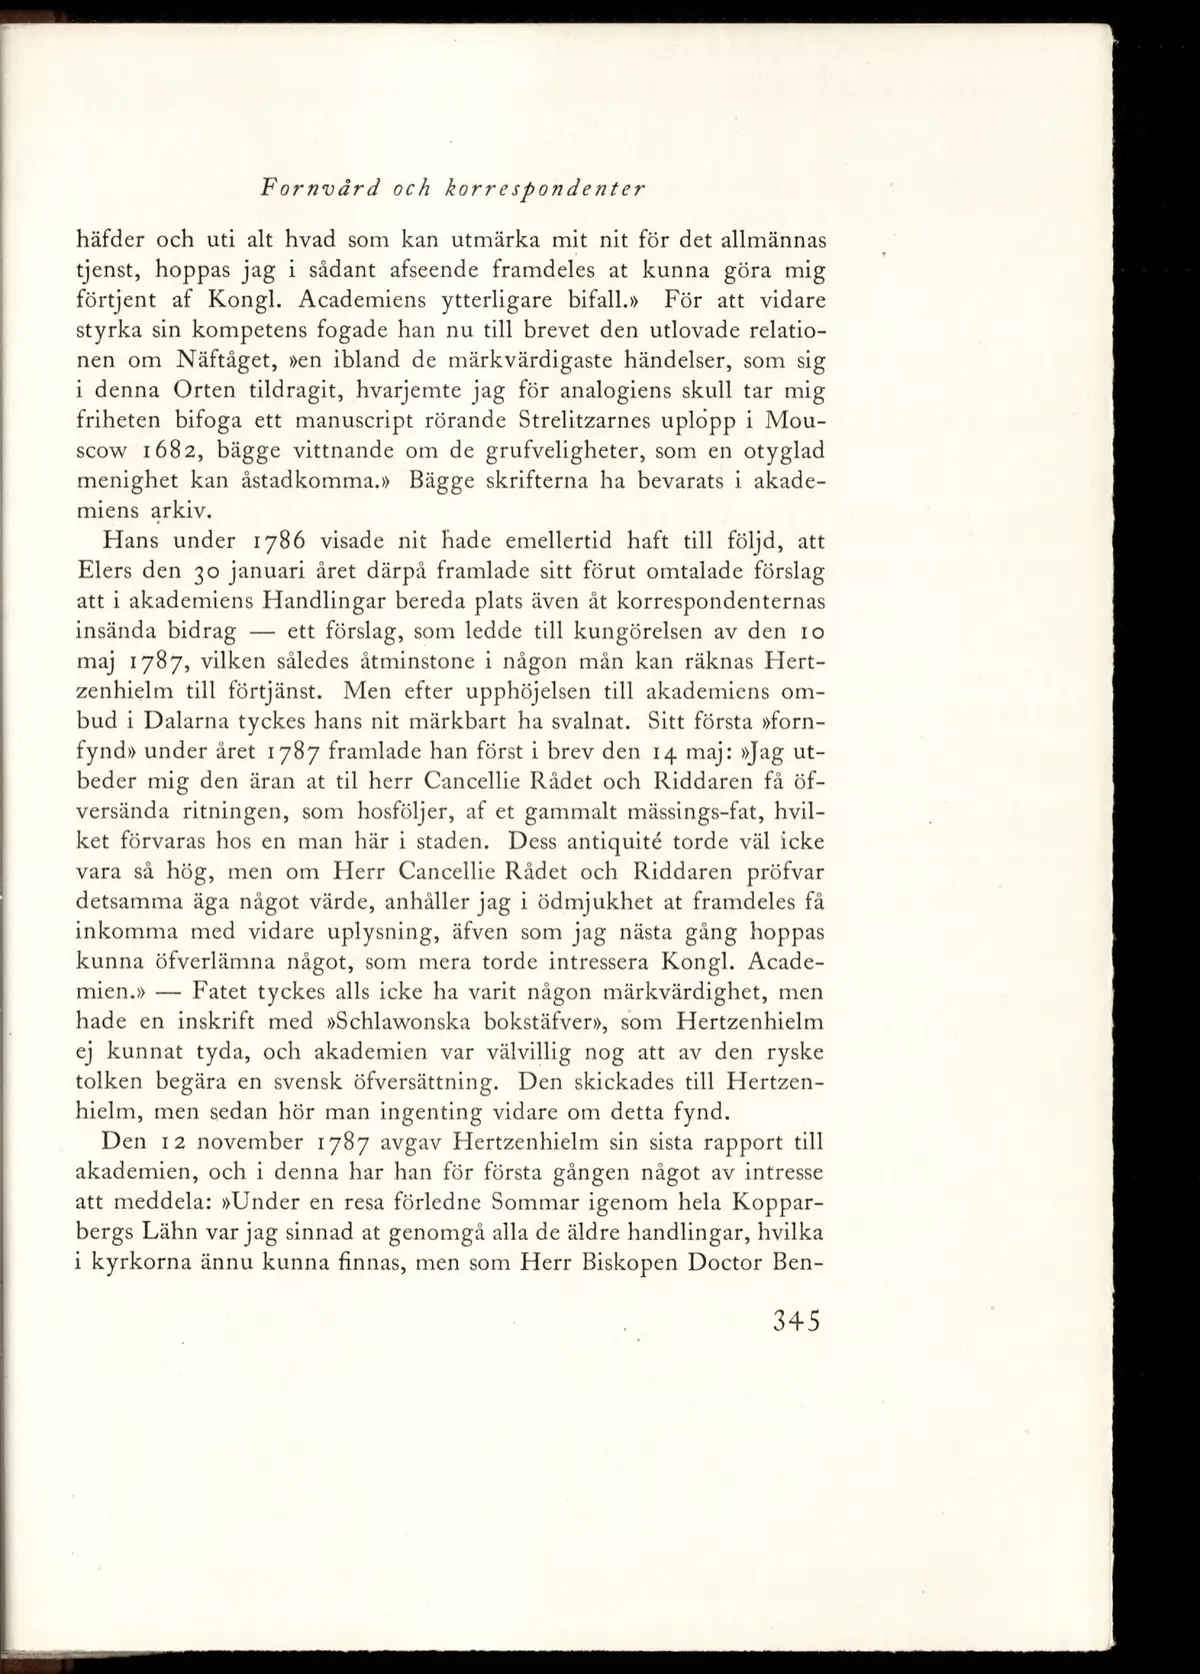 Fornvård och korrespondenter
häfder och uti alt hvad som kan utmärka mit nit för det allmännas
tjenst, hoppas jag i sådant afseende framdeles at kunna göra mig
förtjent af Kongl. Academiens ytterligare bifall.» För att vidare
styrka sin kompetens fogade han nu till brevet den utlovade relatio-
nen om Näftåget, »en ibland de märkvärdigaste händelser, som sig
i denna Orten tildragit, hvarjemte jag för analogiens skull tar mig
friheten bifoga ett manuscript rörande Strelitzarnes uplopp i Mou-
scow 1682, bägge vittnande om de grufveligheter, som en otyglad
menighet kan åstadkomma.» Bägge skrifterna ha bevarats i akade-
miens arkiv.
Hans under 1786 visade nit hade emellertid haft till följd, att
Elers den 30 januari året därpå framlade sitt förut omtalade förslag
att i akademiens Handlingar bereda plats även åt korrespondenternas
insända bidrag — ett förslag, som ledde till kungörelsen av den 10
maj 1787, vilken således åtminstone i någon mån kan räknas Hert-
zenhielm till förtjänst. Men efter upphöjelsen till akademiens om-
bud i Dalarna tyckes hans nit märkbart ha svalnat. Sitt första »forn-
fynd» under året 1787 framlade han först i brev den 14 maj: »Jag ut-
beder mig den äran at til herr Cancellie Rådet och Riddaren få öf-
versända ritningen, som hosföljer, af et gammalt mässings-fat, hvil-
ket förvaras hos en man här i staden. Dess antiquité torde väl icke
vara så hög, men om Herr Cancellie Rådet och Riddaren pröfvar
detsamma äga något värde, anhåller jag i ödmjukhet at framdeles få
inkomma med vidare uplysning, äfven som jag nästa gång hoppas
kunna öfverlämna något, som mera torde intressera Kongl. Acade-
mien.» — Fatet tyckes alls icke ha varit någon märkvärdighet, men
hade en inskrift med »Schlawonska bokstäfver», som Hertzenhielm
ej kunnat tyda, och akademien var välvillig nog att av den ryske
tolken begära en svensk öfversättning. Den skickades till Hertzen-
hielm, men sedan hör man ingenting vidare om detta fynd.
Den 12 november 1787 avgav Hertzenhielm sin sista rapport till
akademien, och i denna har han för första gången något av intresse
att meddela: »Under en resa förledne Sommar igenom hela Koppar-
bergs Lähn var jag sinnad at genomgå alla de äldre handlingar, hvilka
i kyrkorna ännu kunna finnas, men som Herr Biskopen Doctor Ben-
345